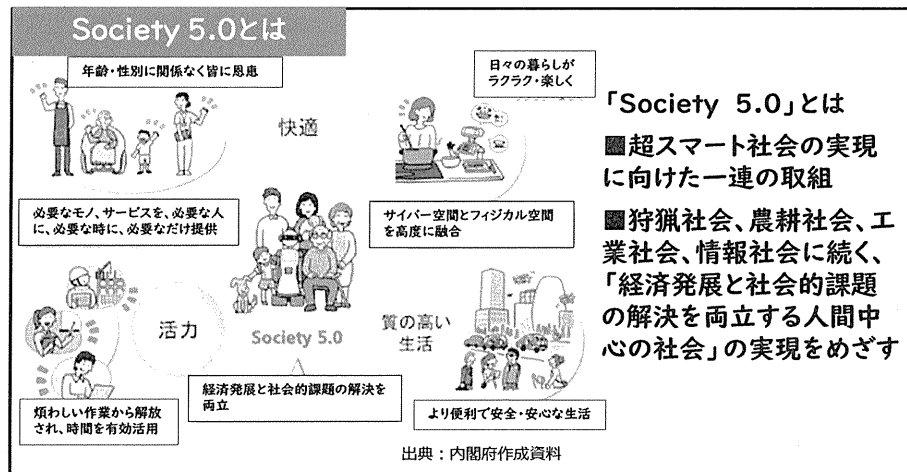 Society 5.0とは
年齢・性別に関係なく皆に恩恵
日々の暮らしが
ラクラク・楽しく
快適
必要なモノ、サービスを、必要な人
に、必要な時に、必要なだけ提供
サイバー空間とフィジカル空間
を高度に融合
活力
Society 5.0
質の高い
生活
経済発展と社会的課題の解決を
両立
煩わしい作業から解放
され、時間を有効活用
より便利で安全・安心な生活
出典：内閣府作成資料
「Society 5.0」とは
■超スマート社会の実現
に向けた一連の取組
■狩猟社会、農耕社会、工
業社会、情報社会に続く、
「経済発展と社会的課題
の解決を両立する人間中
心の社会」の実現をめざす